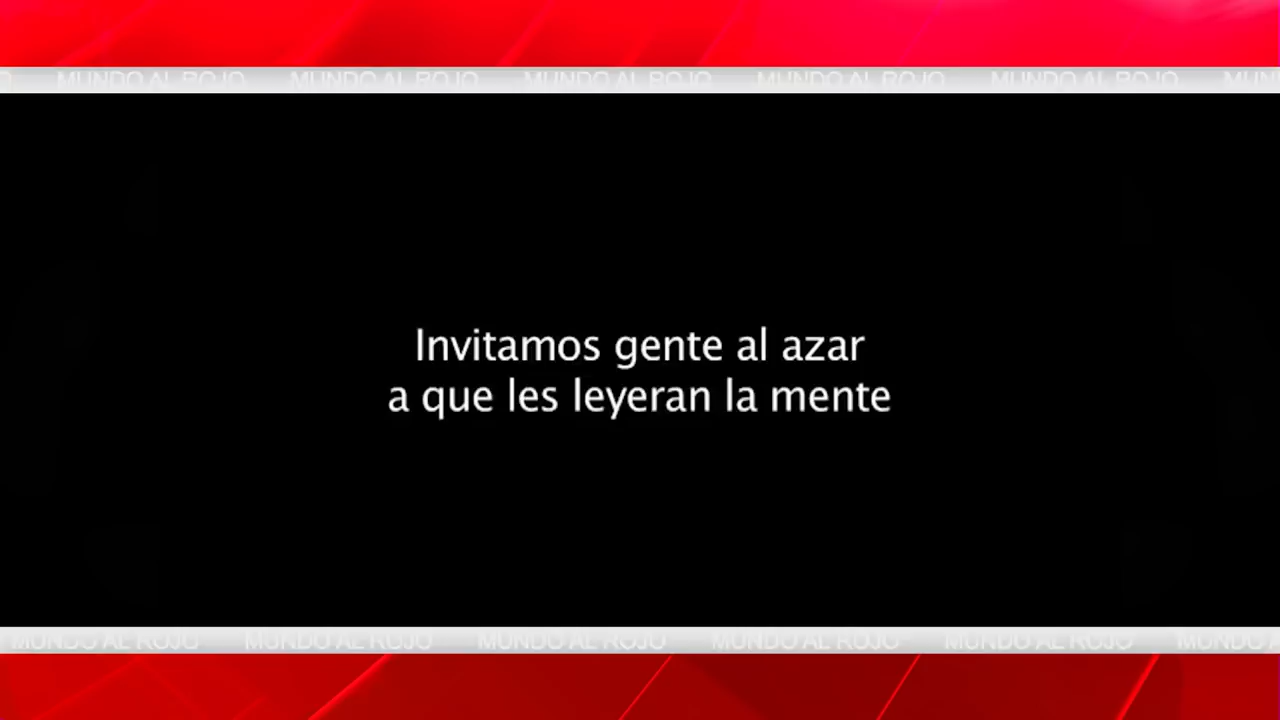 MUNDO AL ROJO MUNDO AL ROJO MUNDO AL ROJO MUNDO AL ROJO MUNDO AL ROJO
Invitamos gente al azar
a que les leyeran la mente
MUNDO AL ROJO MUNDO AL ROJO MUNDO AL ROJO MUNDO AL ROJO MUNDO AL ROJO